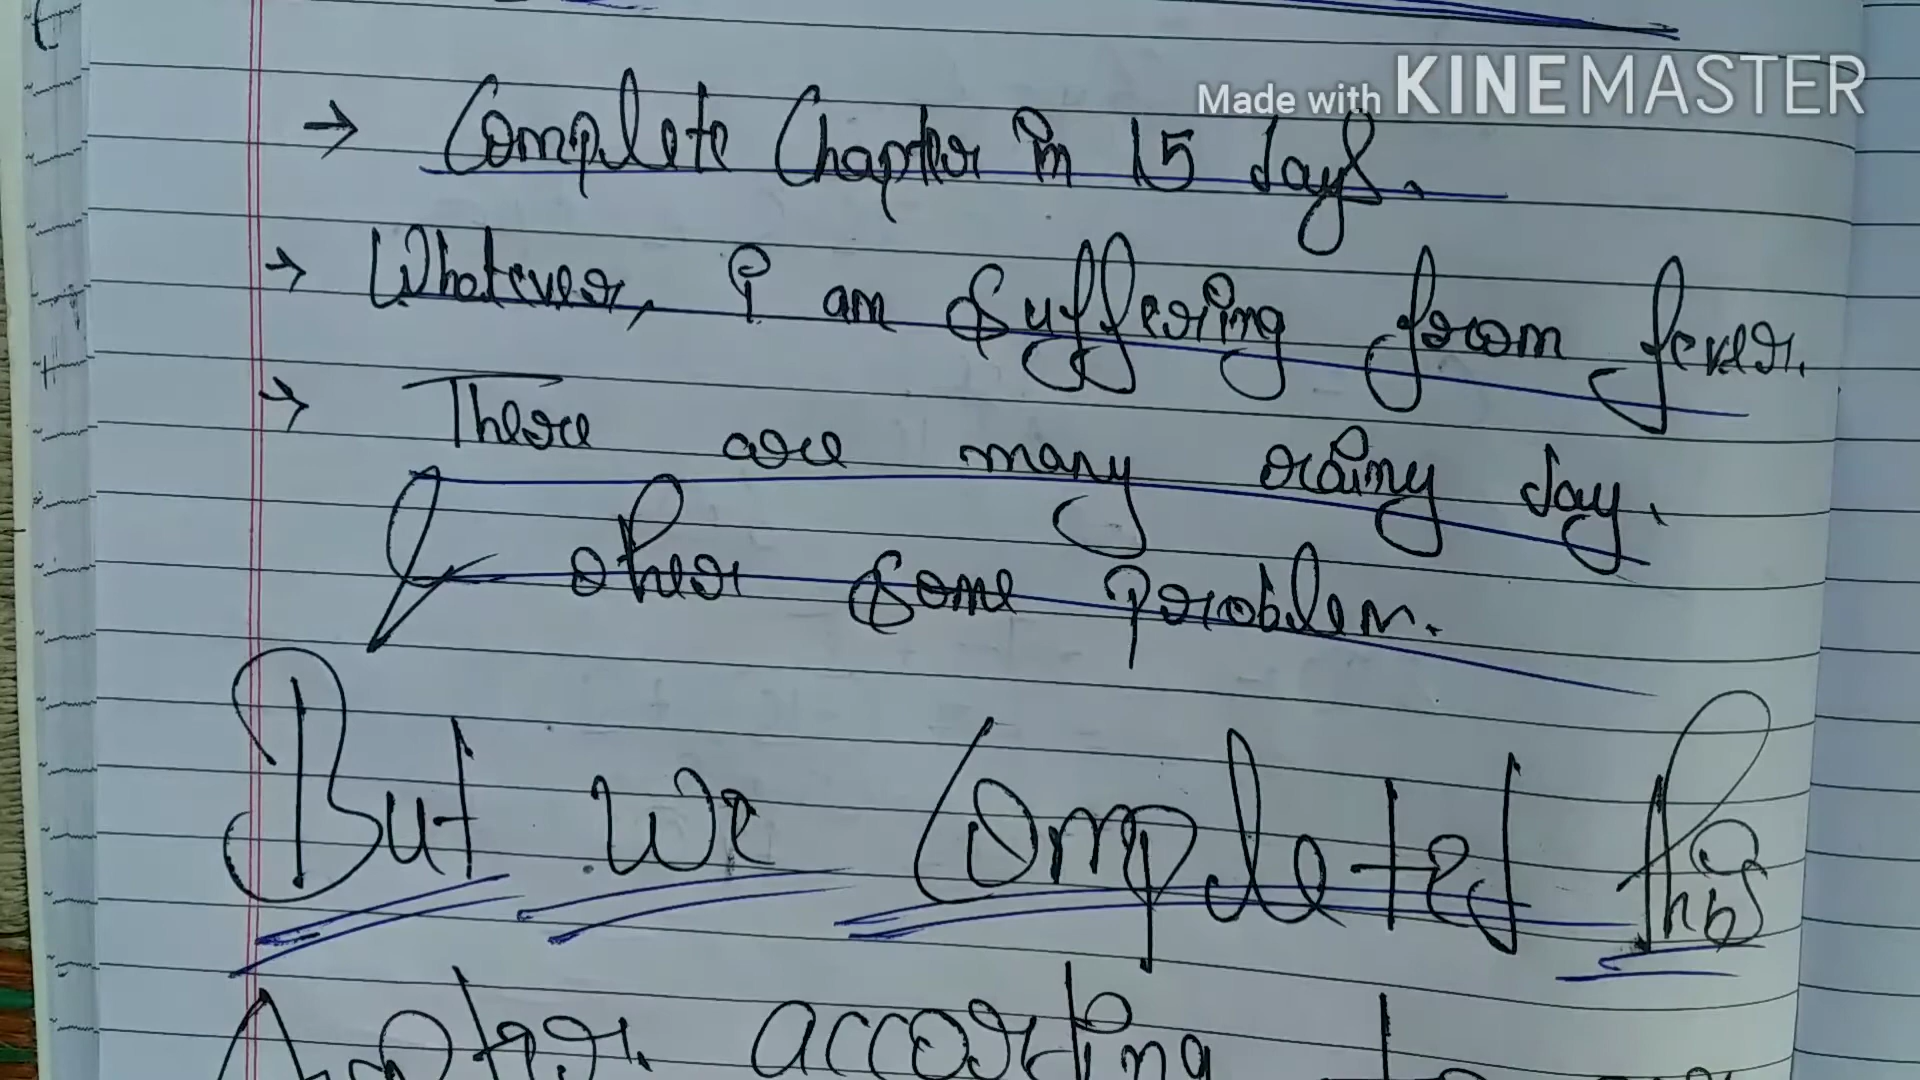 Made with KINEMASTER
→ Complete Chapter in 15 days.
→ Whatever, i am suffering from fever.
→ There are many rainy day.
& other some problem.
But we Completed this
according to